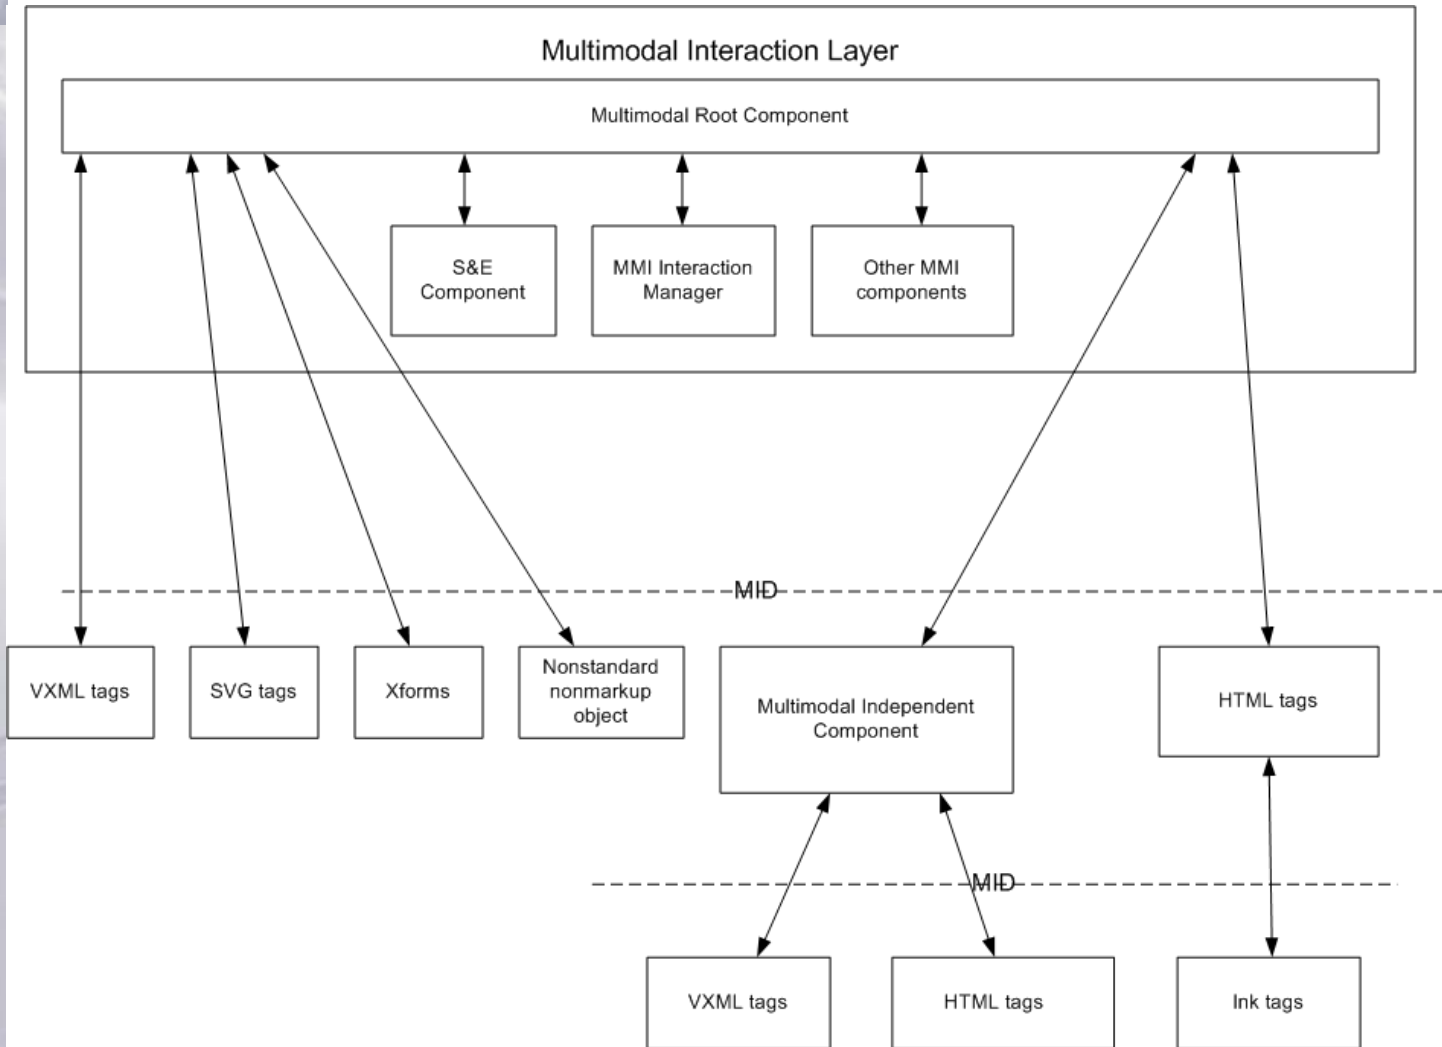 Multimodal Interaction Layer
Multimodal Root Component
S&E
Component
MMI Interaction
Manager
Other MMI
components
MID
VXML tags
SVG tags
Xforms
Nonstandard
nonmarkup
object
Multimodal Independent
Component
HTML tags
MID
VXML tags
HTML tags
Ink tags